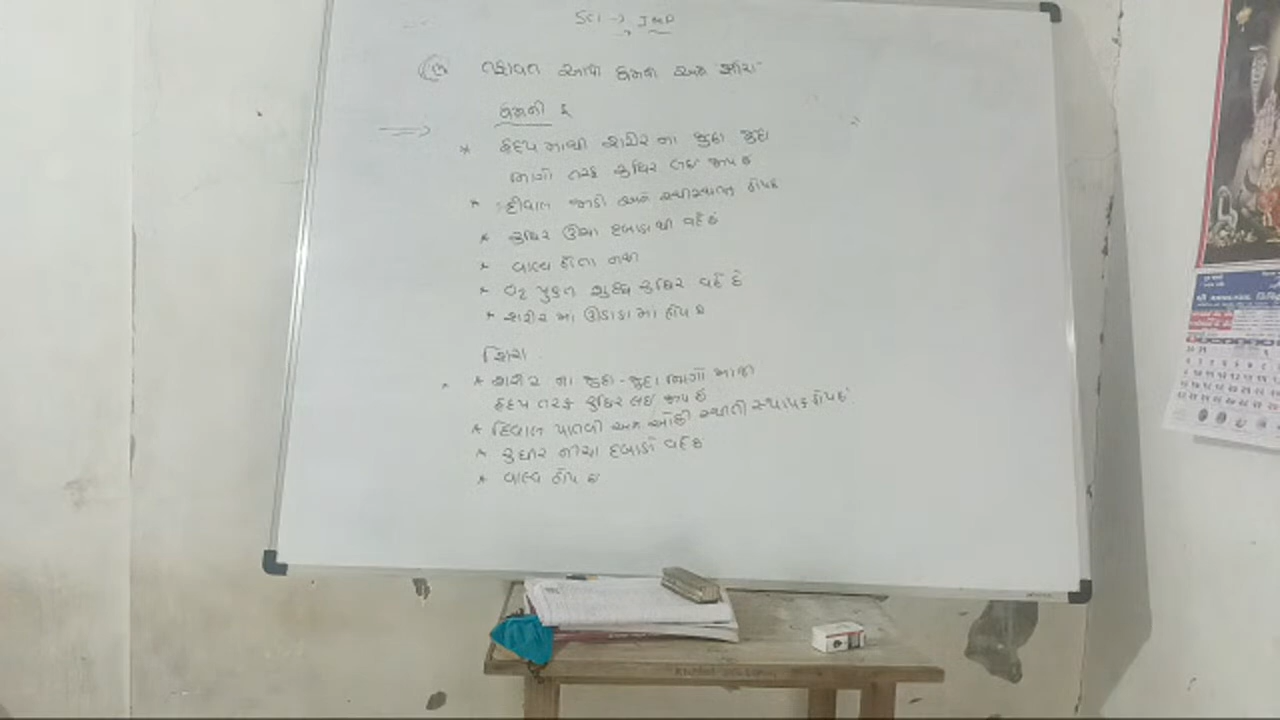 SCI → IMP
તફાવત આપો ધમની અને શીરા
ધમની :
* હૃદય માથી શરીર ના જુદા જુદા
ભાગો તરફ રુધિર લઇ જાય છે
* દીવાલ જાડી અને સ્થીસ્થાપક હોય છે
* રુધિર ઊંચા દબાણ થી વહે છે
* વાલ્વ હોતા નથી
* O2 યુક્ત શુદ્ધ રુધિર વહે છે
* શરીર મા ઊંડાણ મા હોય છે
શિરા
* શરીર ના જુદા-જુદા ભાગો માથી
હૃદય તરફ રુધિર લઇ જાય છે
* દિવાલ પાતળી અને ઓછી સ્થીતી સ્થાપક હોય છે
* રુધીર નીચા દબાણે વહે છે
* વાલ્વ હોય છે